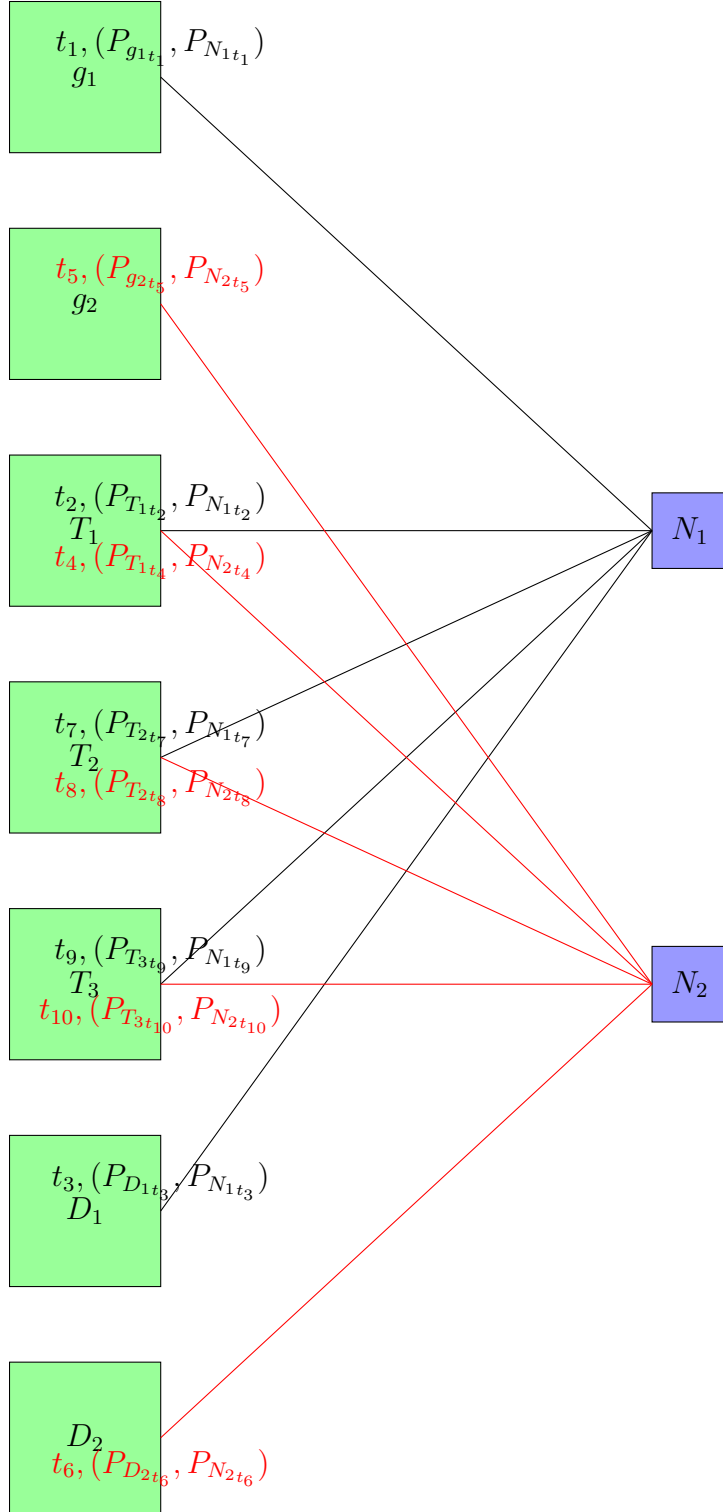 t_1, (P_{g_{1t_1}}, P_{N_{1t_1}})
g_1
t_5, (P_{g_{2t_5}}, P_{N_{2t_5}})
g_2
t_2, (P_{T_{1t_2}}, P_{N_{1t_2}})
T_1
N_1
t_4, (P_{T_{1t_4}}, P_{N_{2t_4}})
t_7, (P_{T_{2t_7}}, P_{N_{1t_7}})
T_2
t_8, (P_{T_{2t_8}}, P_{N_{2t_8}})
t_9, (P_{T_{3t_9}}, P_{N_{1t_9}})
T_3
N_2
t_{10}, (P_{T_{3t_{10}}}, P_{N_{2t_{10}}})
t_3, (P_{D_{1t_3}}, P_{N_{1t_3}})
D_1
D_2
t_6, (P_{D_{2t_6}}, P_{N_{2t_6}})